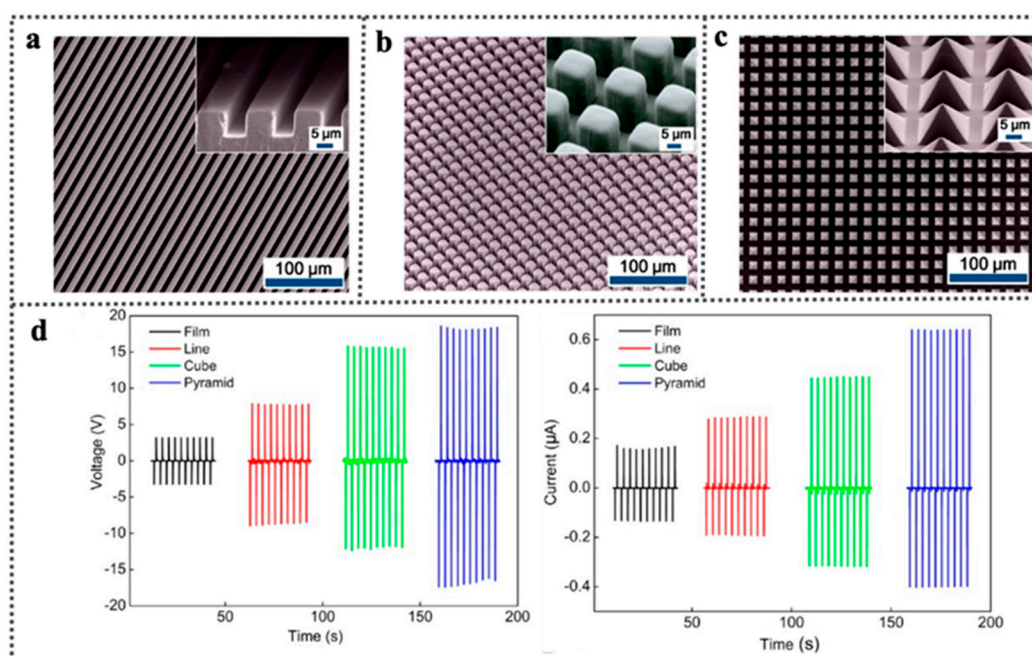 a
5 µm
100 µm
b
5 µm
100 µm
c
5 µm
100 µm
d
Voltage (V)
20
15
10
5
0
-5
-10
-15
-20
Film
Line
Cube
Pyramid
50
100
150
200
Time (s)
Current (µA)
0.6
0.4
0.2
0.0
-0.2
-0.4
Film
Line
Cube
Pyramid
50
100
150
200
Time (s)